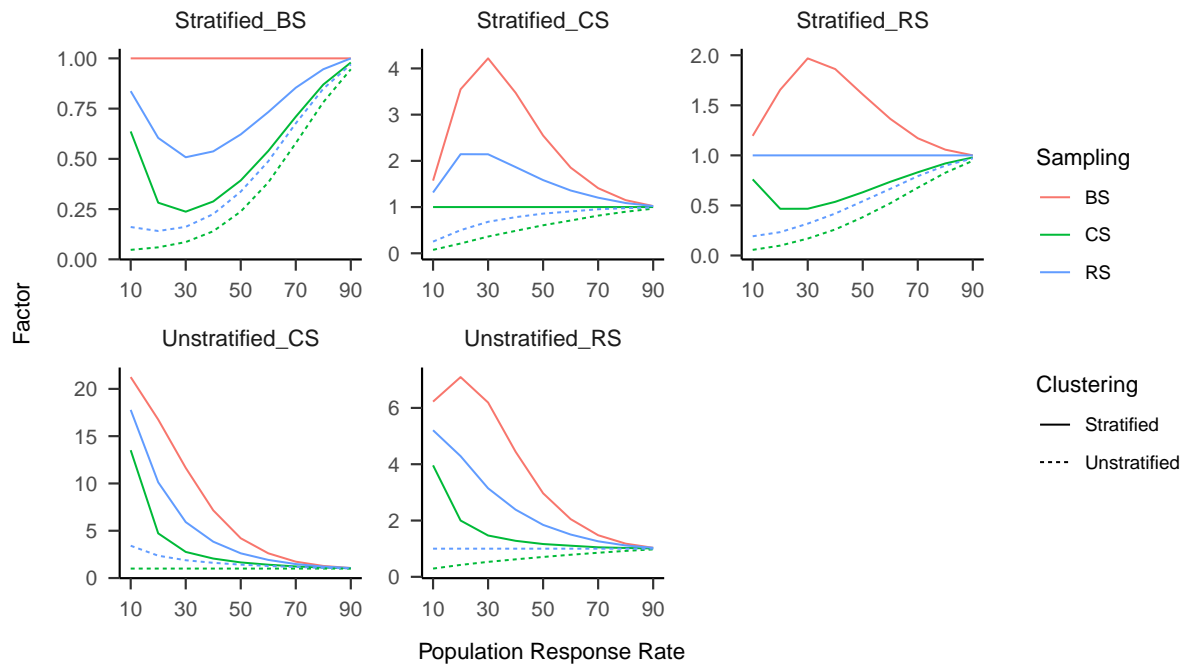 Stratified_BS
Stratified_CS
Stratified_RS
1.00
0.75
0.50
0.25
0.00
10 30 50 70 90
4
3
2
1
0
10 30 50 70 90
2.0
1.5
1.0
0.5
0.0
10 30 50 70 90
Factor
Unstratified_CS
Unstratified_RS
20
15
10
5
0
10 30 50 70 90
6
4
2
0
10 30 50 70 90
Population Response Rate
Sampling
BS
CS
RS
Clustering
Stratified
Unstratified